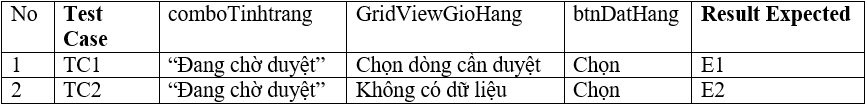 No Test Case comboTinhtrang GridViewGioHang btnDatHang Result Expected
1 TC1 “Đang chờ duyệt” Chọn dòng cần duyệt Chọn E1
2 TC2 “Đang chờ duyệt” Không có dữ liệu Chọn E2